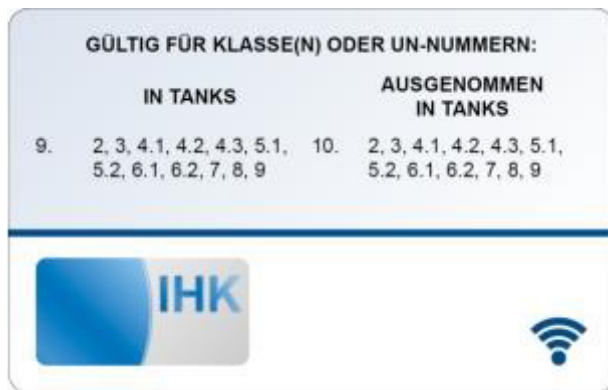 GÜLTIG FÜR KLASSE(N) ODER UN-NUMMERN:
IN TANKS
AUSGENOMMEN
IN TANKS
9. 2, 3, 4.1, 4.2, 4.3, 5.1,
5.2, 6.1, 6.2, 7, 8, 9
10. 2, 3, 4.1, 4.2, 4.3, 5.1,
5.2, 6.1, 6.2, 7, 8, 9
IHK